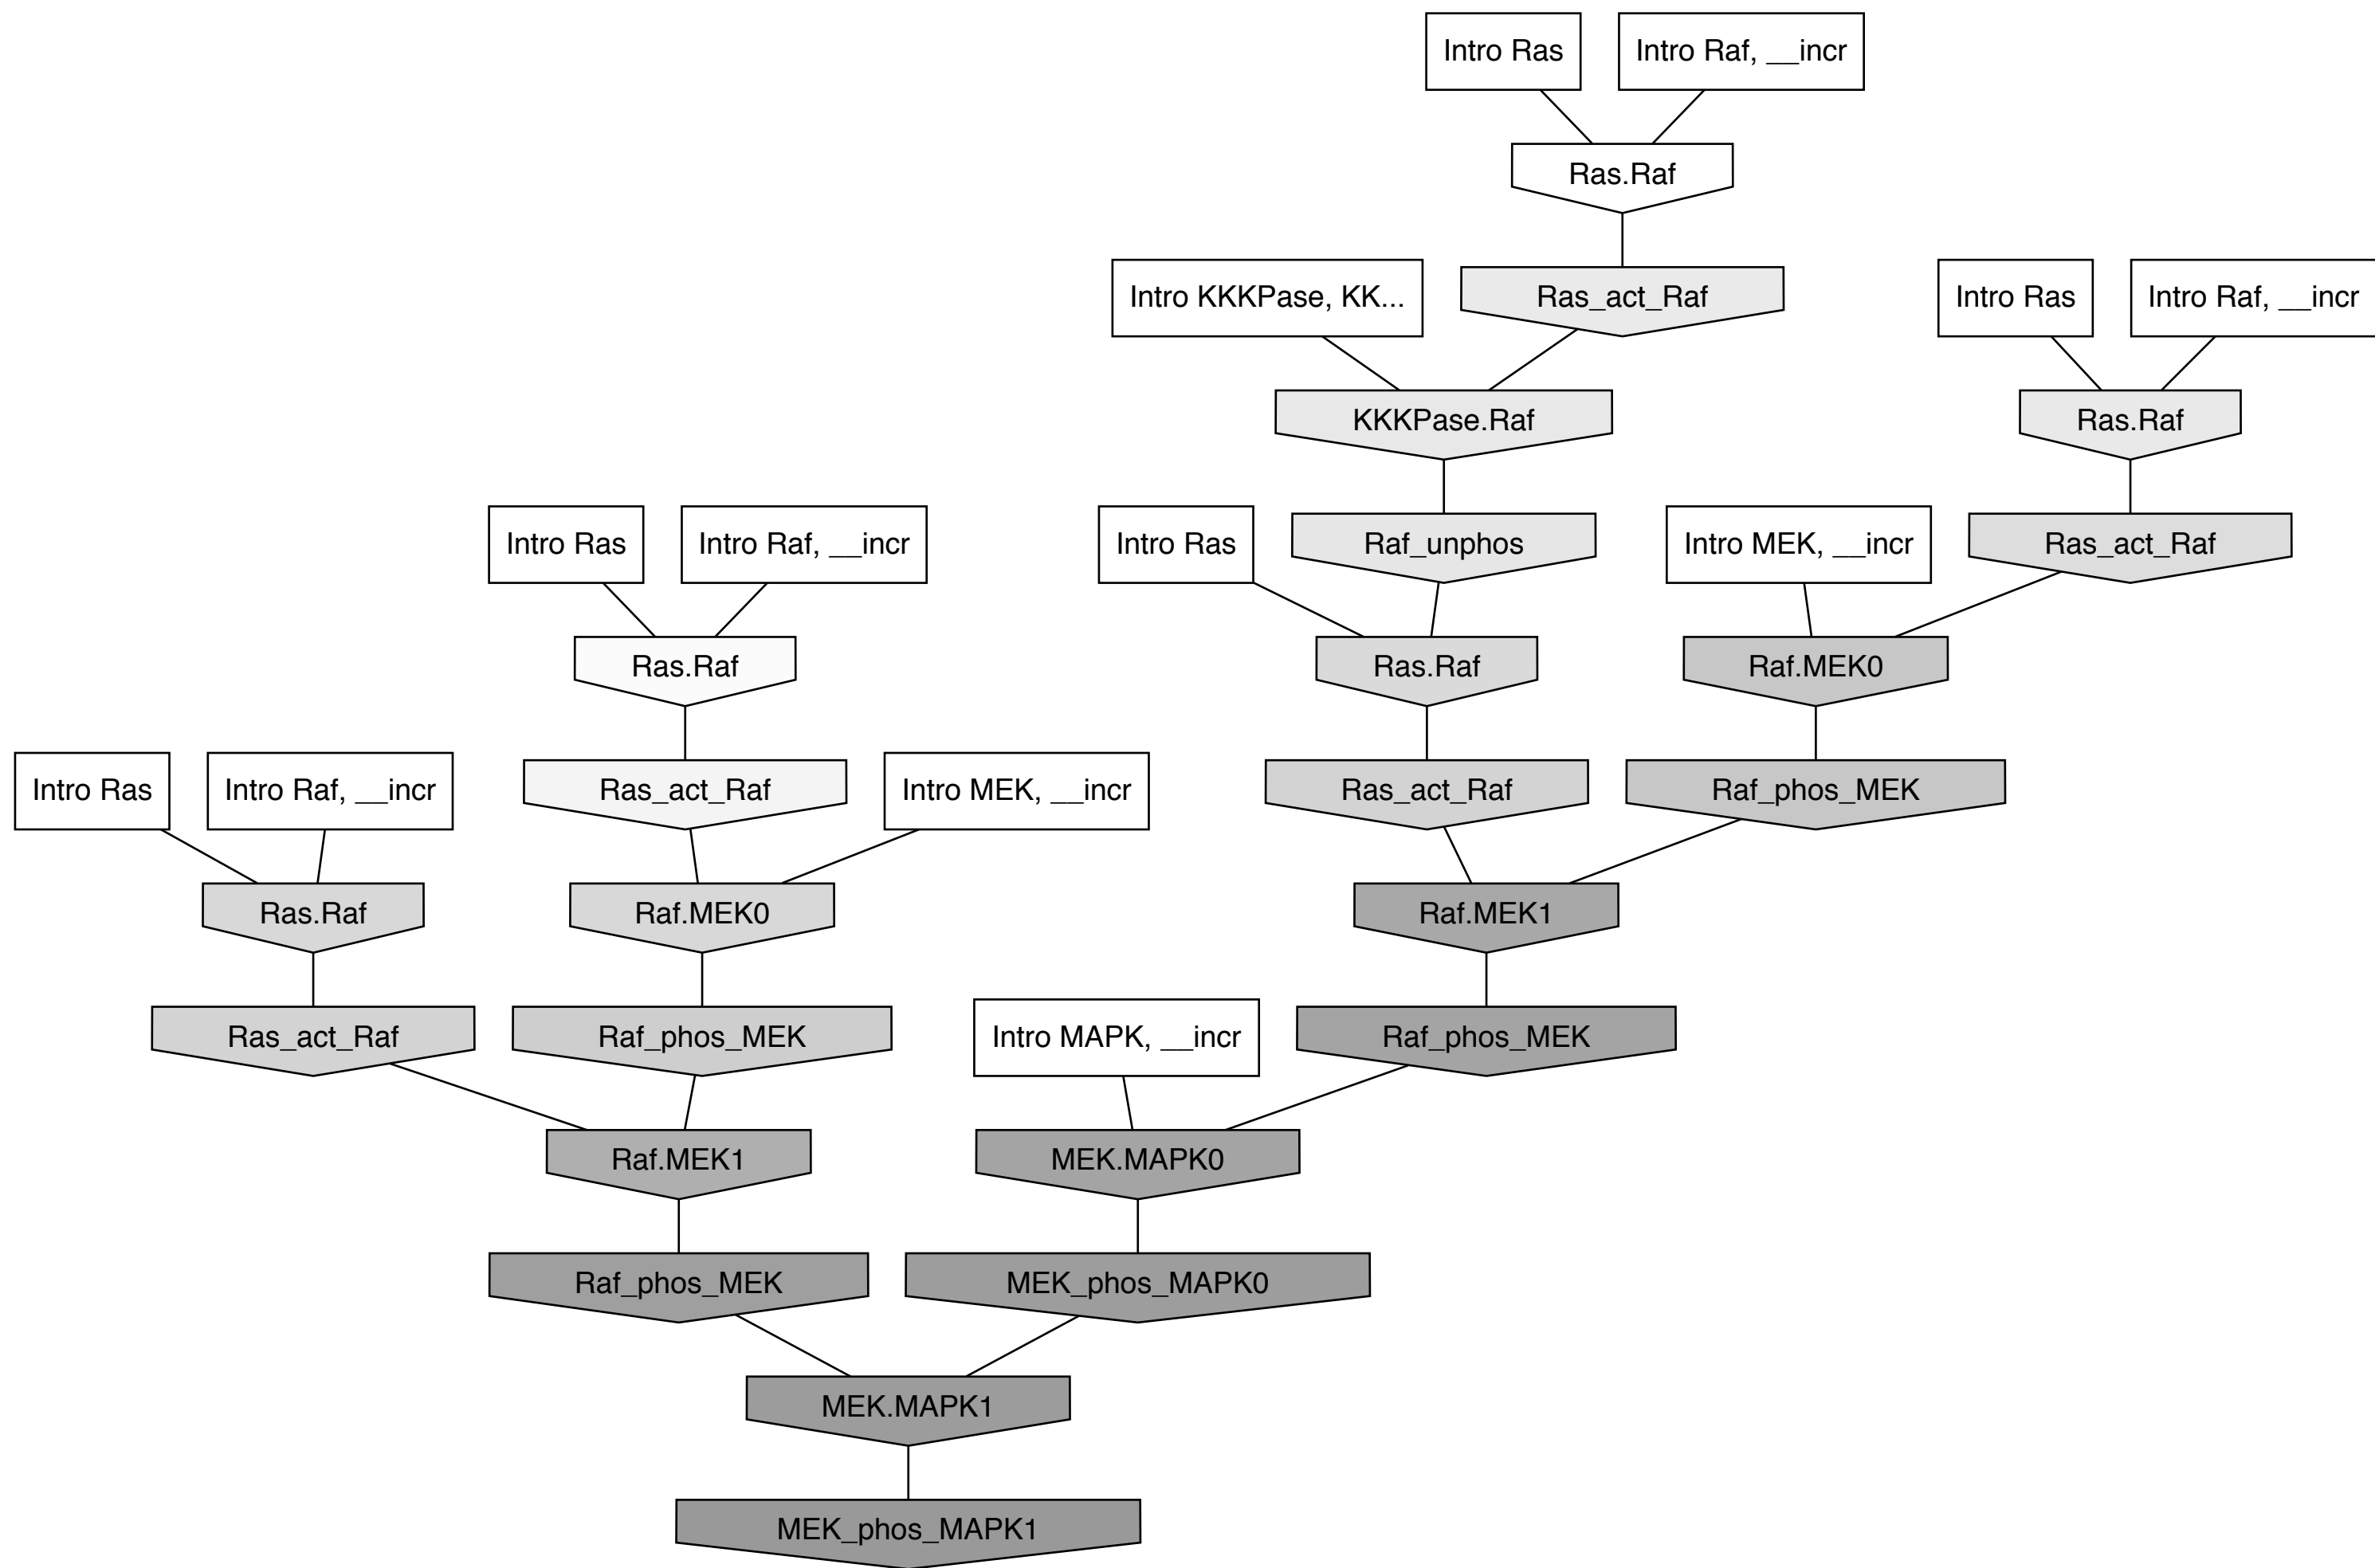 Intro Ras
Intro Raf, __incr
Ras.Raf
Intro KKKPase, KK...
Ras_act_Raf
Intro Ras
Intro Raf, __incr
KKKPase.Raf
Ras.Raf
Intro Ras
Intro Raf, __incr
Intro Ras
Raf_unphos
Intro MEK, __incr
Ras_act_Raf
Ras.Raf
Ras.Raf
Raf.MEK0
Intro Ras
Intro Raf, __incr
Ras_act_Raf
Intro MEK, __incr
Ras_act_Raf
Raf_phos_MEK
Ras.Raf
Raf.MEK0
Raf.MEK1
Ras_act_Raf
Raf_phos_MEK
Intro MAPK, __incr
Raf_phos_MEK
Raf.MEK1
MEK.MAPK0
Raf_phos_MEK
MEK_phos_MAPK0
MEK.MAPK1
MEK_phos_MAPK1